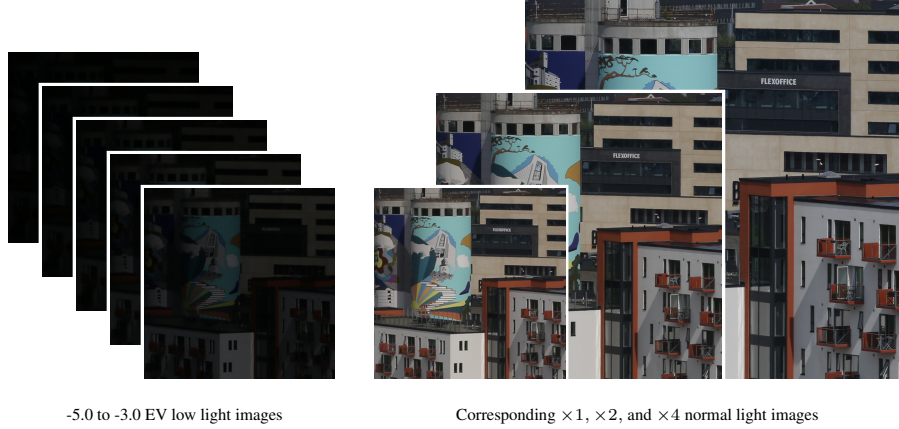 FLEXOFFICE
FLEXOFFICE
FLEXOFFICE
-5.0 to -3.0 EV low light images
Corresponding ×1, ×2, and ×4 normal light images